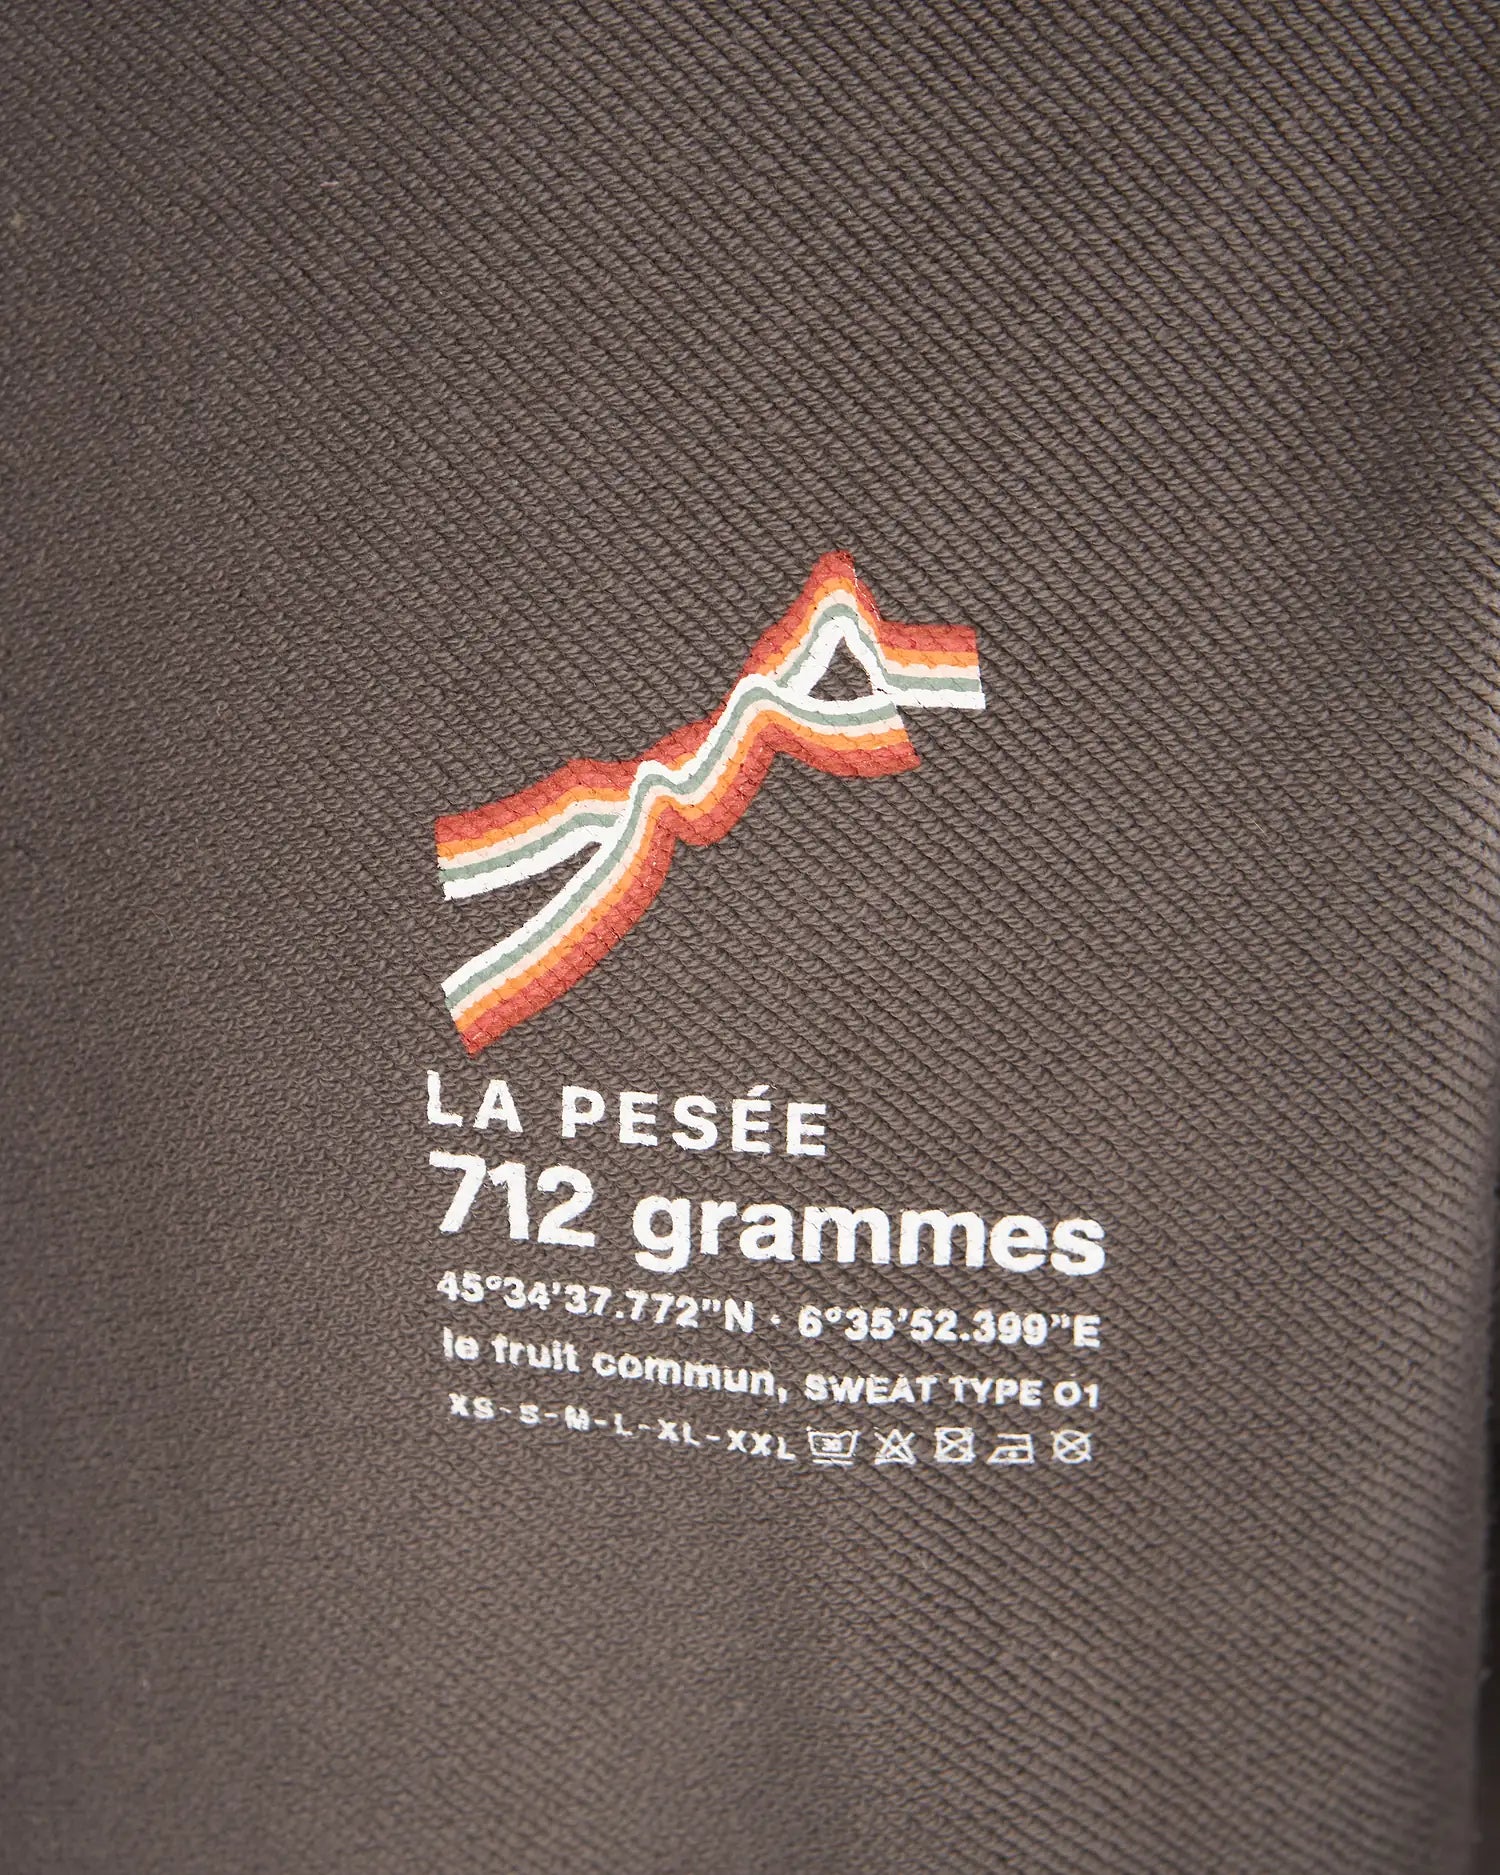 LA PESÉE
712 grammes
45°34'37.772"N · 6°35'52.399"E
le fruit commun, SWEAT TYPE 01
XS-S-M-L-XL-XXL 30